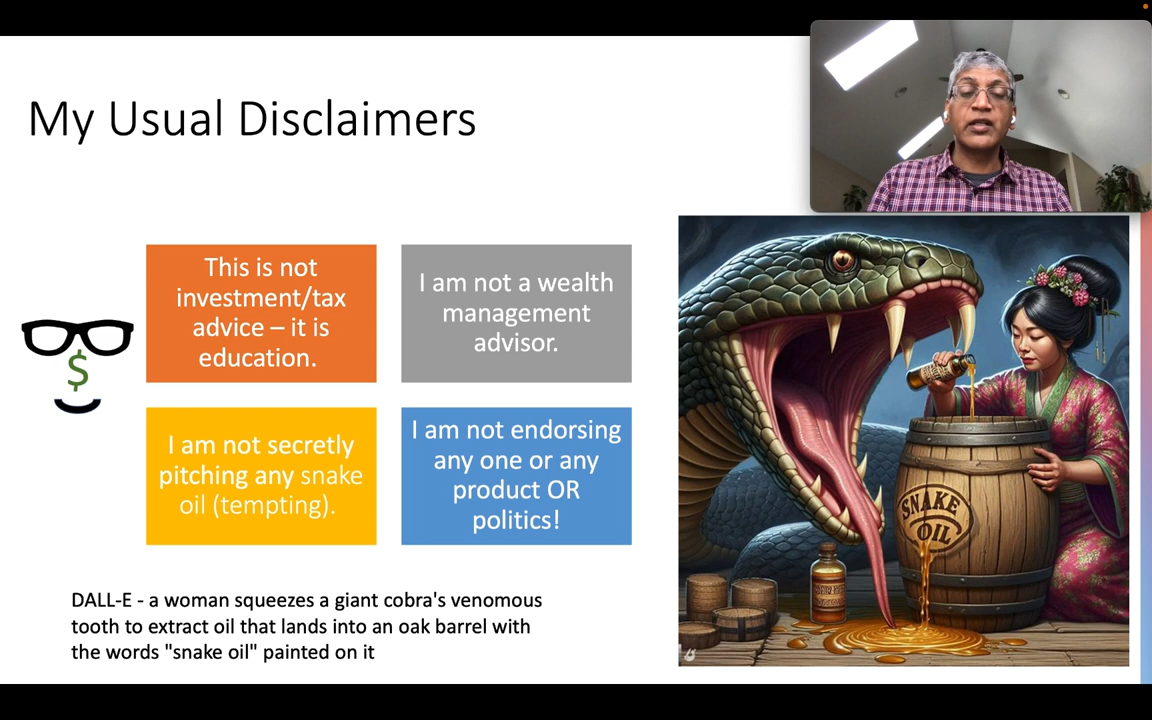 My Usual Disclaimers
This is not
investment/tax
advice – it is
education.
I am not a wealth
management
advisor.
$
I am not secretly
pitching any snake
oil (tempting).
I am not endorsing
any one or any
product OR
politics!
SNAKE
OIL
DALL-E - a woman squeezes a giant cobra's venomous
tooth to extract oil that lands into an oak barrel with
the words "snake oil" painted on it